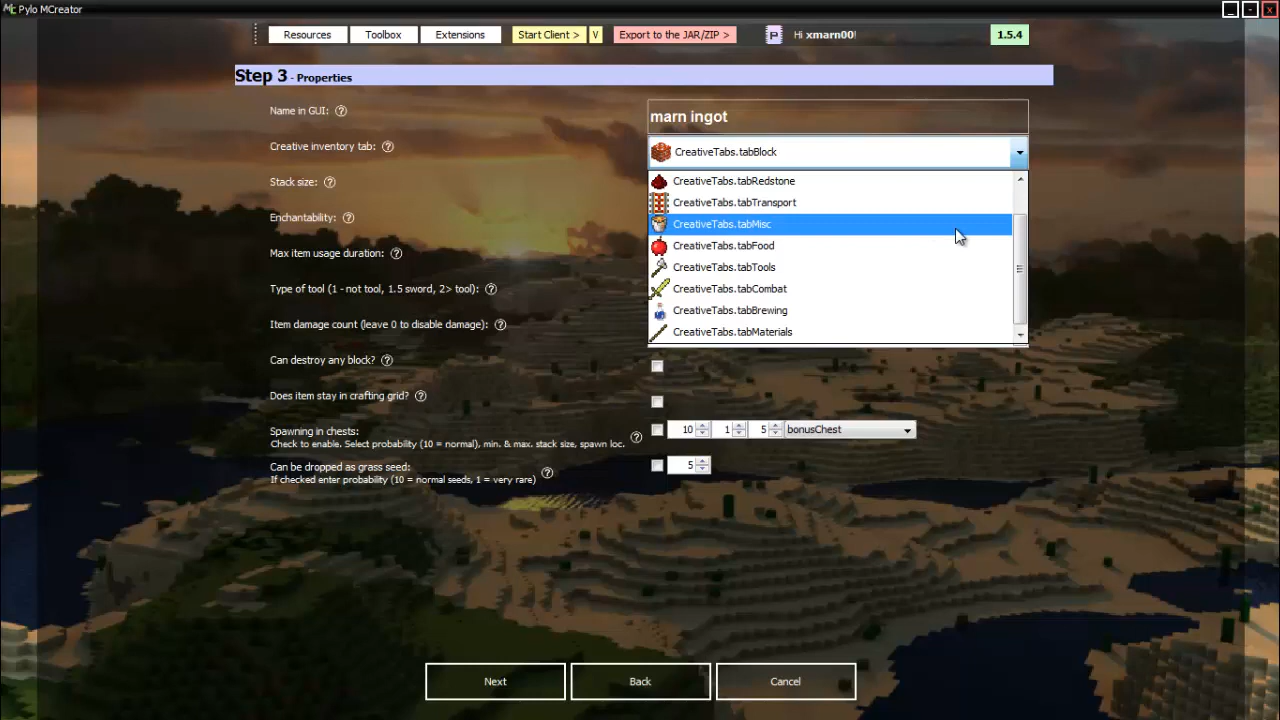 Pylo MCreator
Resources Toolbox Extensions Start Client > V Export to the JAR/ZIP > P Hi xmarn00! 1.5.4
Step 3 - Properties
Name in GUI: ? marn ingot
Creative inventory tab: ? CreativeTabs.tabBlock
Stack size: ? CreativeTabs.tabRedstone
CreativeTabs.tabTransport
Enchantability: ? CreativeTabs.tabMisc
CreativeTabs.tabFood
Max item usage duration: ? CreativeTabs.tabTools
Type of tool (1 - not tool, 1.5 sword, 2> tool): ? CreativeTabs.tabCombat
CreativeTabs.tabBrewing
Item damage count (leave 0 to disable damage): ? CreativeTabs.tabMaterials
Can destroy any block? ?
Does item stay in crafting grid? ?
Spawning in chests: 10 1 5 bonusChest
Check to enable. Select probability (10 = normal), min. & max. stack size, spawn loc. ?
Can be dropped as grass seed: 5
If checked enter probability (10 = normal seeds, 1 = very rare) ?
Next Back Cancel